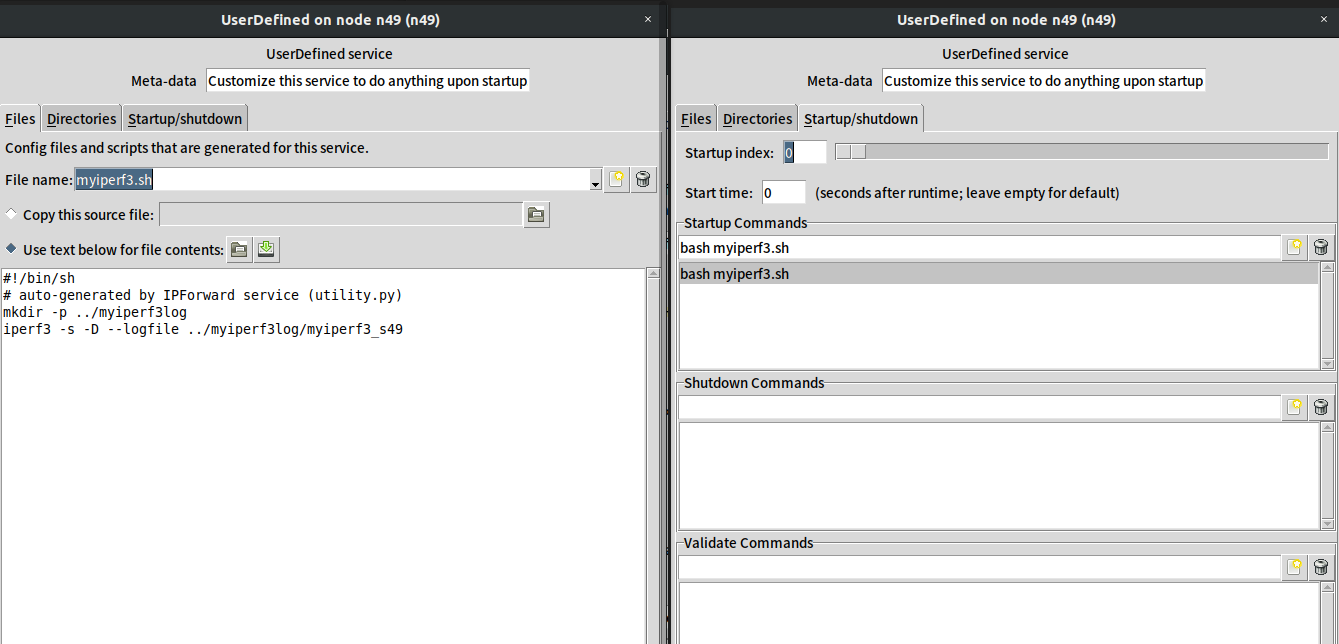 UserDefined on node n49 (n49)
×
UserDefined service
Meta-data Customize this service to do anything upon startup
Files Directories Startup/shutdown
Config files and scripts that are generated for this service.
File name: myiperf3.sh
Copy this source file:
Use text below for file contents:
#!/bin/sh
# auto-generated by IPForward service (utility.py)
mkdir -p ../myiperf3log
iperf3 -s -D --logfile ../myiperf3log/myiperf3_s49
UserDefined on node n49 (n49)
×
UserDefined service
Meta-data Customize this service to do anything upon startup
Files Directories Startup/shutdown
Startup index: 0
Start time: 0 (seconds after runtime; leave empty for default)
Startup Commands
bash myiperf3.sh
bash myiperf3.sh
Shutdown Commands
Validate Commands